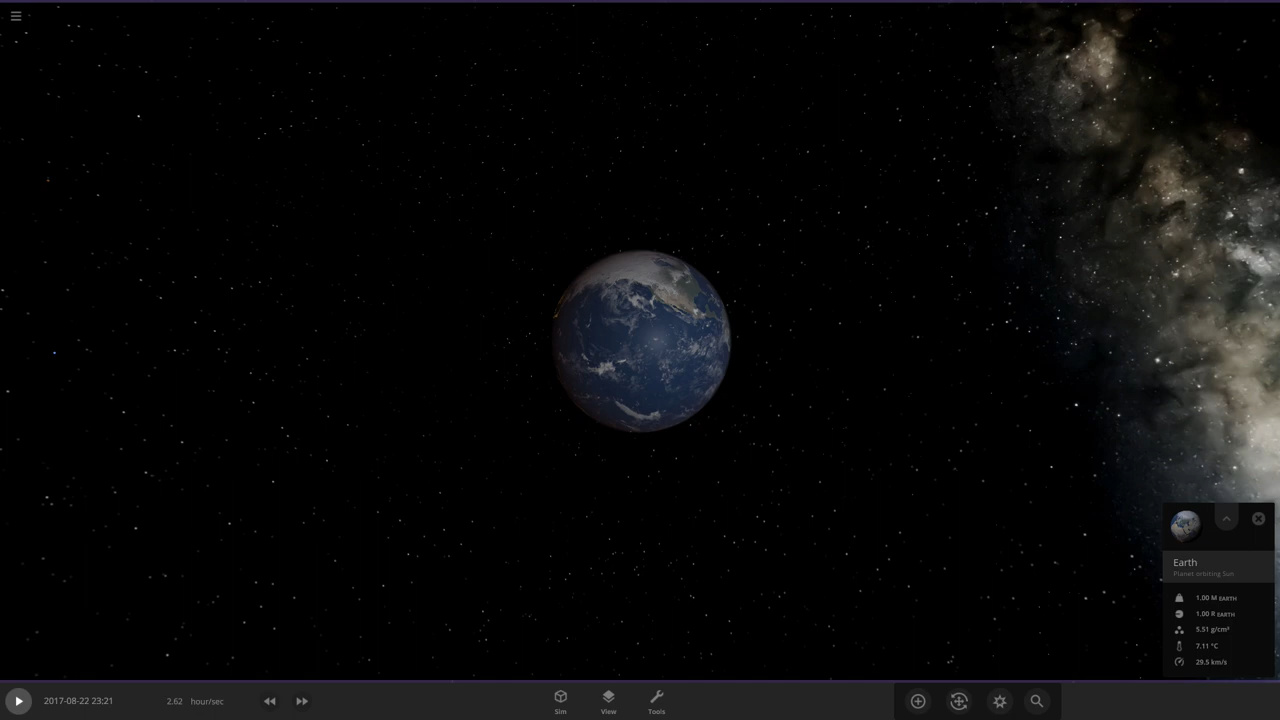 Earth
Planet orbiting Sun
1.00 M EARTH
1.00 R EARTH
5.51 g/cm³
7.11 °C
29.5 km/s
2017-08-22 23:21
2.62 hour/sec
Sim
View
Tools